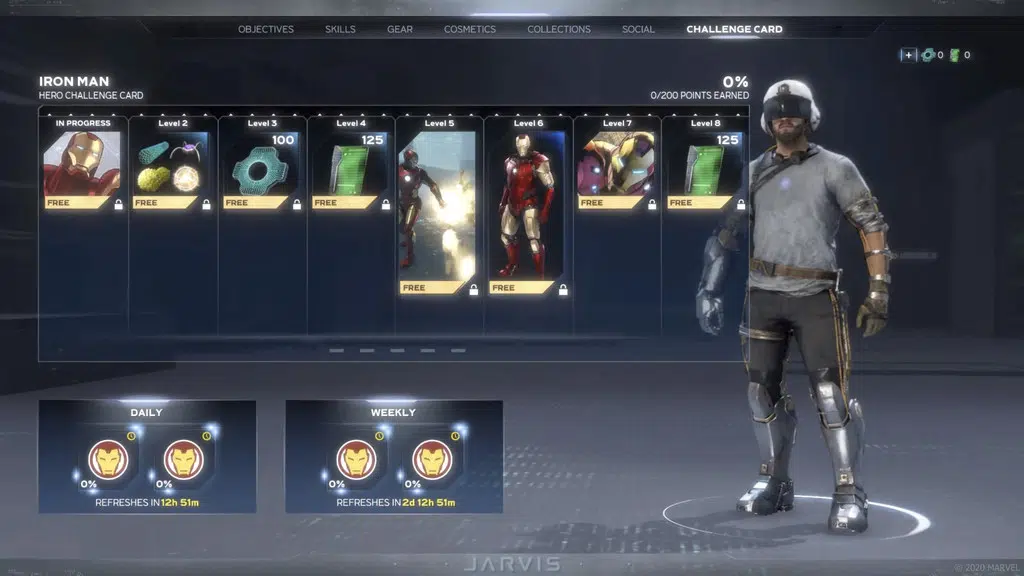 OBJECTIVES SKILLS GEAR COSMETICS COLLECTIONS SOCIAL CHALLENGE CARD
0 0
IRON MAN
HERO CHALLENGE CARD
0%
0/200 POINTS EARNED
IN PROGRESS Level 2 Level 3 Level 4 Level 5 Level 6 Level 7 Level 8
100 125 125
FREE FREE FREE FREE FREE FREE
FREE FREE
DAILY
0% 0%
REFRESHES IN 12h 51m
WEEKLY
0% 0%
REFRESHES IN 2d 12h 51m
JARVIS
© 2020 MARVEL